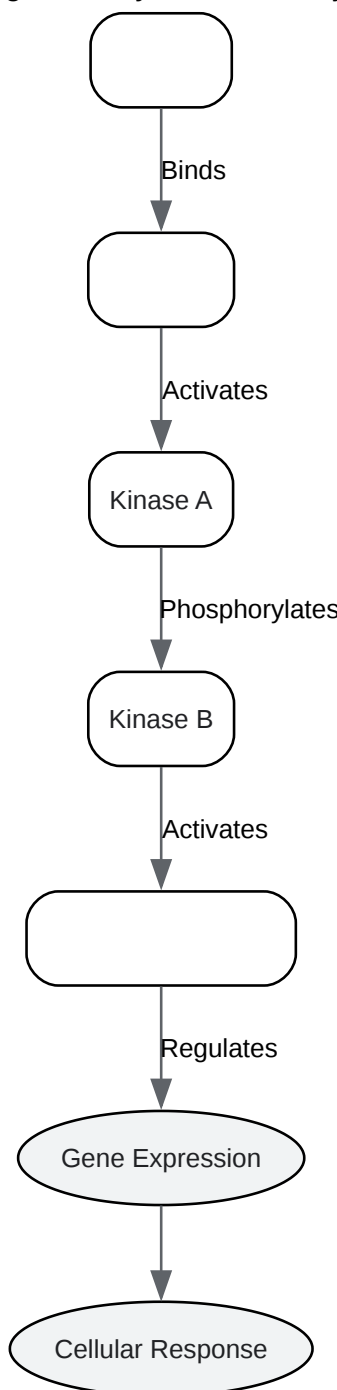 Binds
Activates
Kinase A
Phosphorylates
Kinase B
Activates
Regulates
Gene Expression
Cellular Response